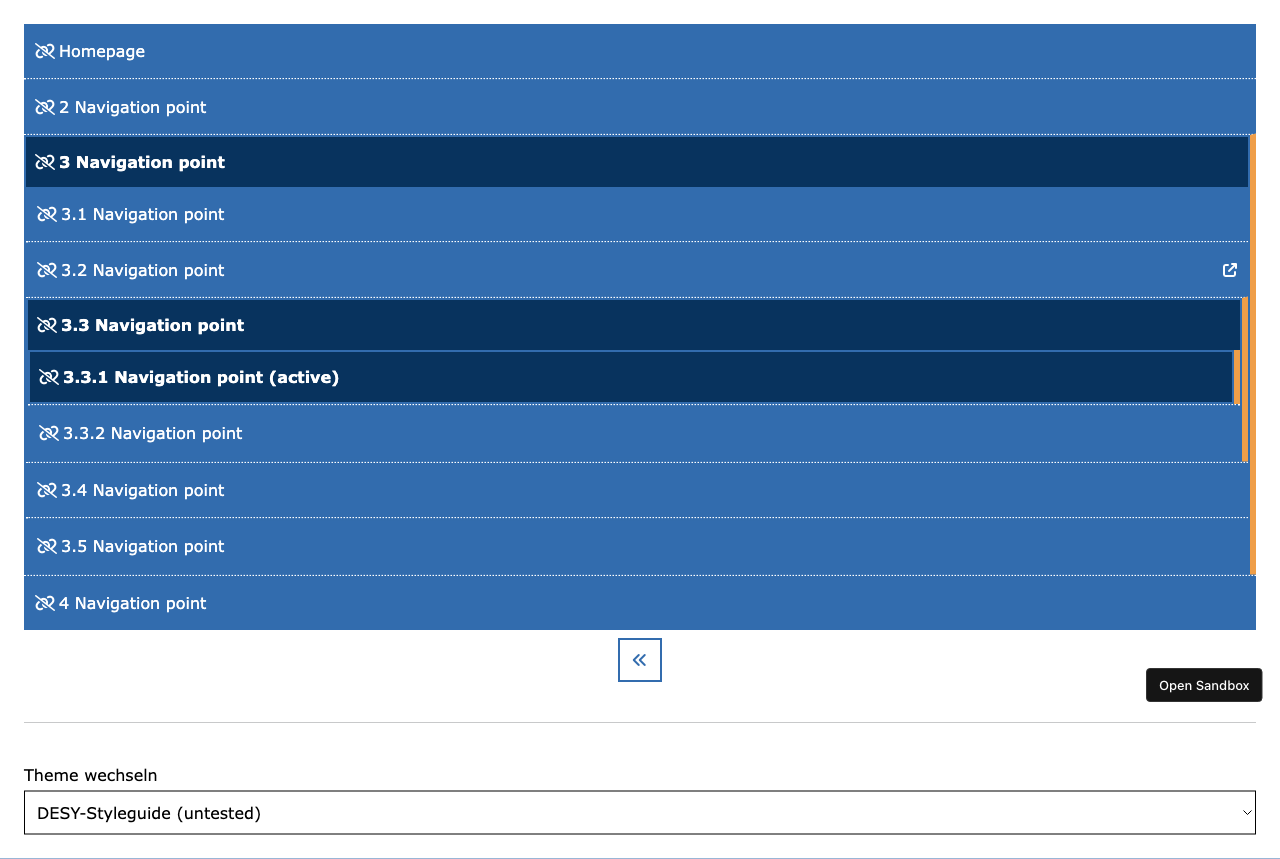 Homepage
2 Navigation point
3 Navigation point
3.1 Navigation point
3.2 Navigation point
3.3 Navigation point
3.3.1 Navigation point (active)
3.3.2 Navigation point
3.4 Navigation point
3.5 Navigation point
4 Navigation point
Open Sandbox
Theme wechseln
DESY-Styleguide (untested)